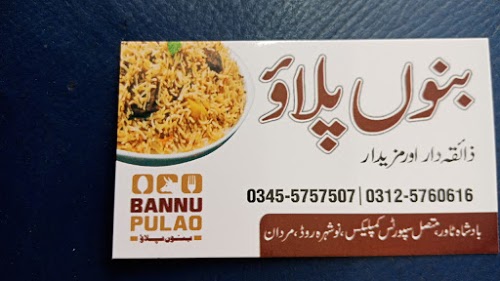 بنوں پلاؤ
ذائقہ دار اور مزیدار
0345-5757507 | 0312-5760616
BANNU
PULAO
بنوں پلاؤ
بادشاہ ٹاور، متصل سپورٹس کمپلیکس، نوشہرہ روڈ، مردان